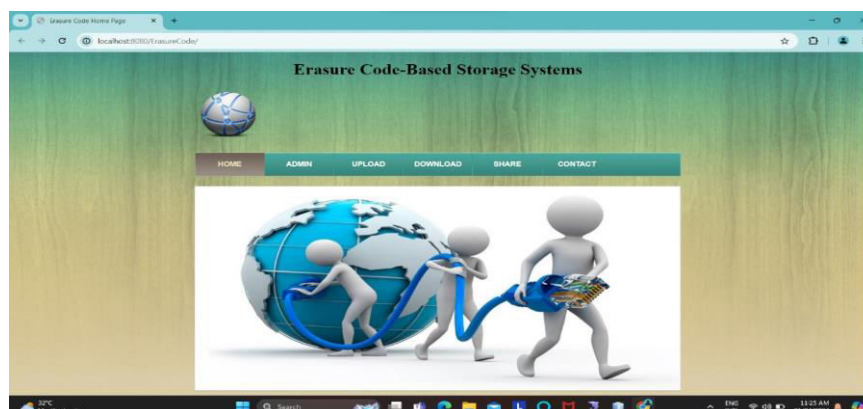 Erasure Code Home Page
localhost:8080/ErasureCode/
Erasure Code-Based Storage Systems
HOME ADMIN UPLOAD DOWNLOAD SHARE CONTACT
32°C
Search
ENG
11:25 AM